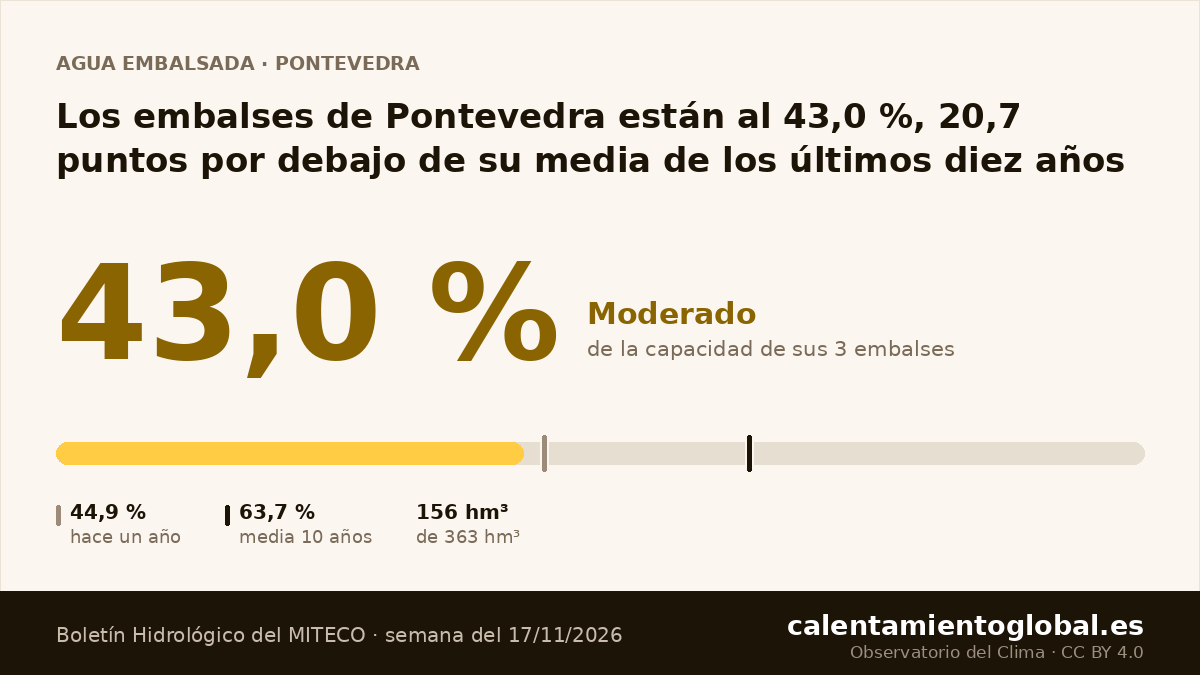 AGUA EMBALSADA · PONTEVEDRA
Los embalses de Pontevedra están al 43,0 %, 20,7
puntos por debajo de su media de los últimos diez años
43,0 %
Moderado
de la capacidad de sus 3 embalses
44,9 %
hace un año
63,7 %
media 10 años
156 hm³
de 363 hm³
Boletín Hidrológico del MITECO · semana del 17/11/2026
calentamientoglobal.es
Observatorio del Clima · CC BY 4.0